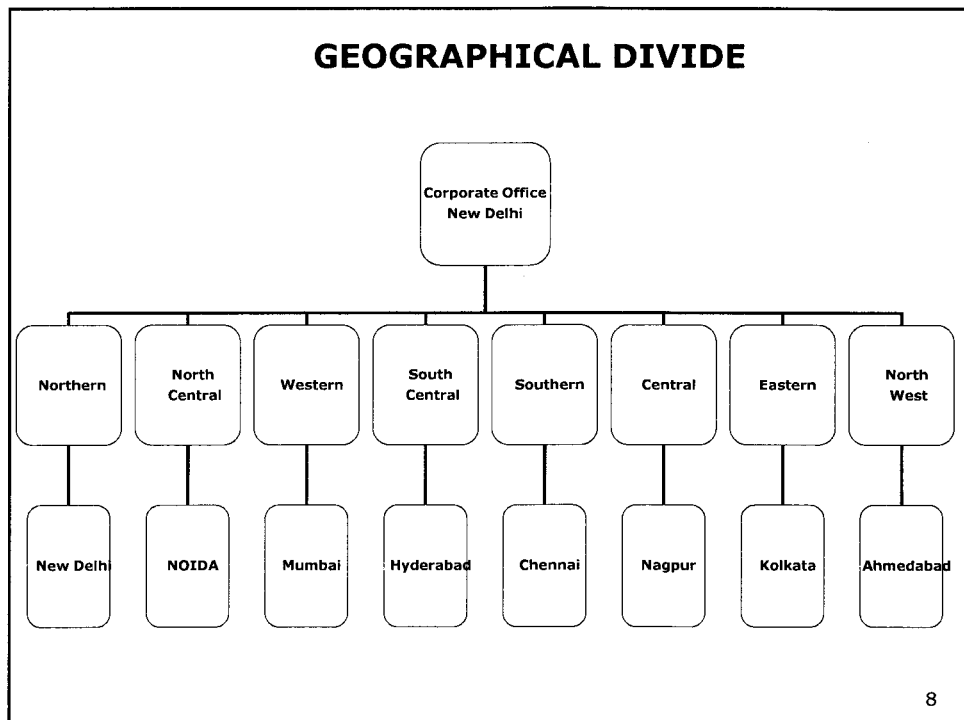 GEOGRAPHICAL DIVIDE
Corporate Office
New Delhi
Northern
North
Central
Western
South
Central
Southern
Central
Eastern
North
West
New Delhi
NOIDA
Mumbai
Hyderabad
Chennai
Nagpur
Kolkata
Ahmedabad
8